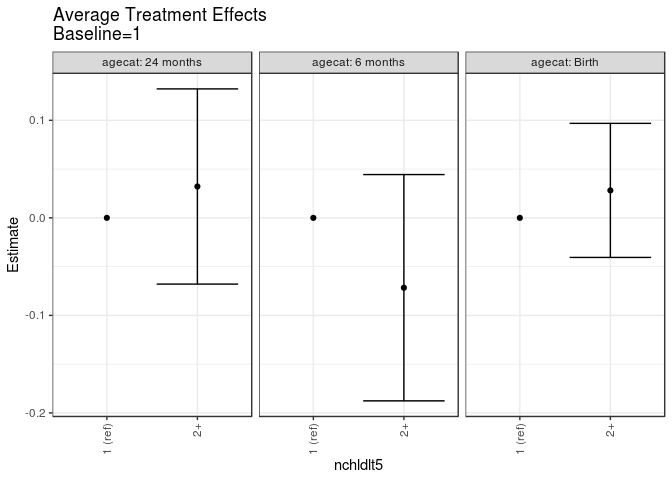 Average Treatment Effects
Baseline=1
agecat: 24 months
agecat: 6 months
agecat: Birth
Estimate
0.1
0.0
-0.1
-0.2
1 (ref)
2+
1 (ref)
2+
1 (ref)
2+
nchldlt5